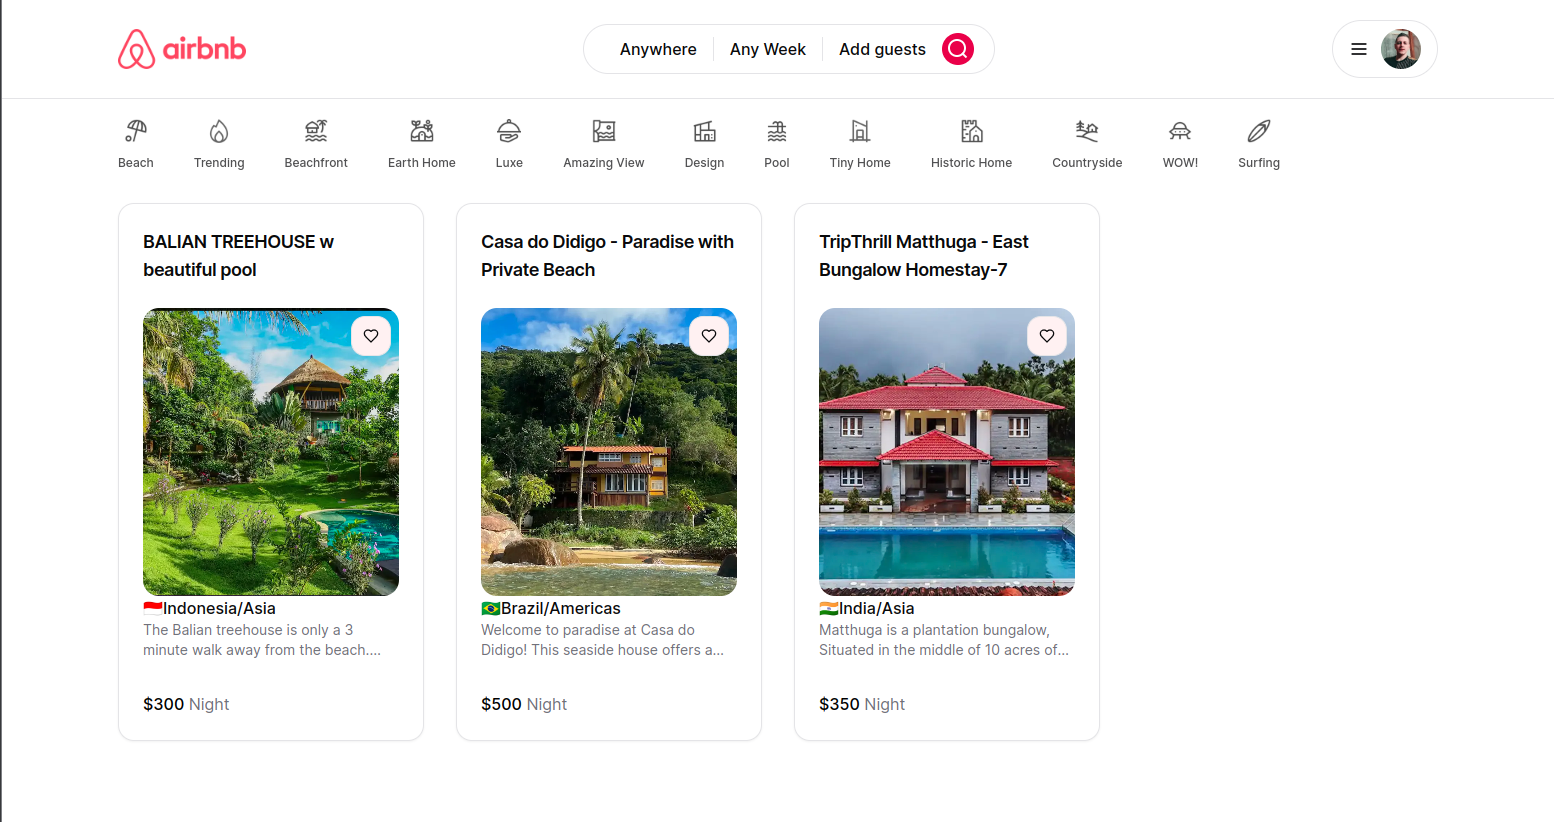 airbnb
Anywhere
Any Week
Add guests
Beach
Trending
Beachfront
Earth Home
Luxe
Amazing View
Design
Pool
Tiny Home
Historic Home
Countryside
WOW!
Surfing
BALIAN TREEHOUSE w
beautiful pool
Indonesia/Asia
The Balian treehouse is only a 3
minute walk away from the beach....
$300 Night
Casa do Didigo - Paradise with
Private Beach
Brazil/Americas
Welcome to paradise at Casa do
Didigo! This seaside house offers a...
$500 Night
TripThrill Matthuga - East
Bungalow Homestay-7
India/Asia
Matthuga is a plantation bungalow,
Situated in the middle of 10 acres of...
$350 Night